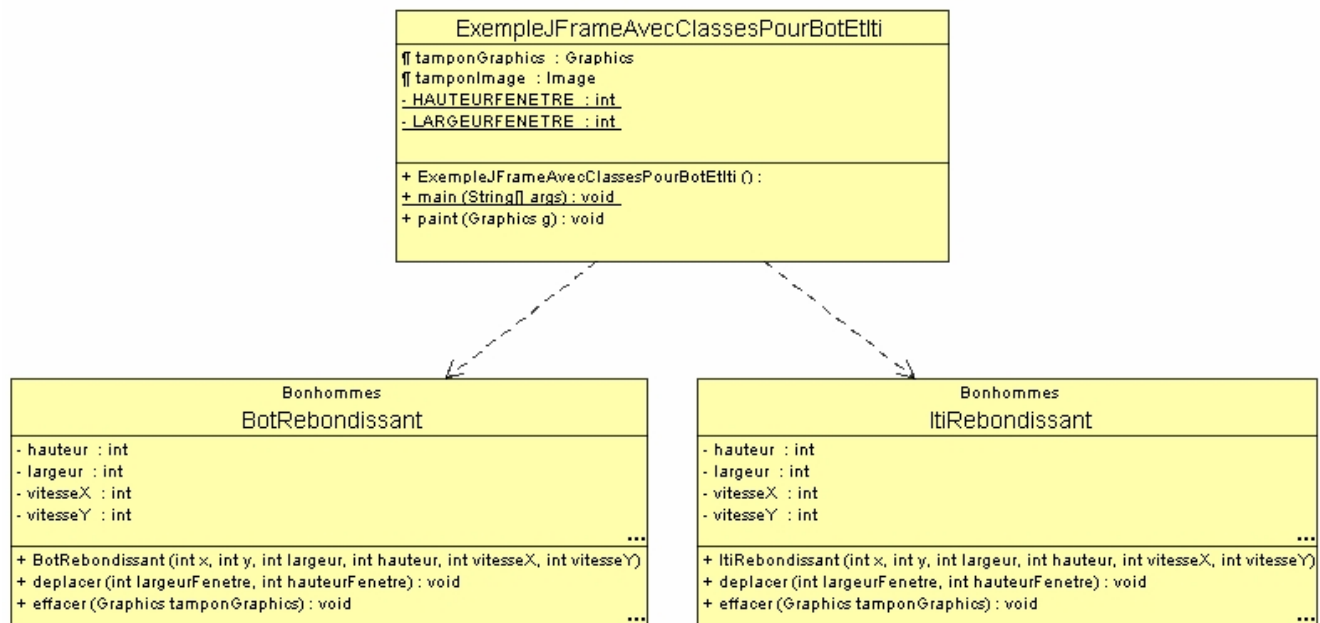 ExempleJFrameAvecClassesPourBotEtIti
¶ tamponGraphics : Graphics
¶ tamponImage : Image
- HAUTEURFENETRE : int
- LARGEURFENETRE : int
+ ExempleJFrameAvecClassesPourBotEtIti () :
+ main (String[] args) : void
+ paint (Graphics g) : void
Bonhommes
BotRebondissant
- hauteur : int
- largeur : int
- vitesseX : int
- vitesseY : int
...
+ BotRebondissant (int x, int y, int largeur, int hauteur, int vitesseX, int vitesseY)
+ deplacer (int largeurFenetre, int hauteurFenetre) : void
+ effacer (Graphics tamponGraphics) : void
...
Bonhommes
ItiRebondissant
- hauteur : int
- largeur : int
- vitesseX : int
- vitesseY : int
...
+ ItiRebondissant (int x, int y, int largeur, int hauteur, int vitesseX, int vitesseY)
+ deplacer (int largeurFenetre, int hauteurFenetre) : void
+ effacer (Graphics tamponGraphics) : void
...